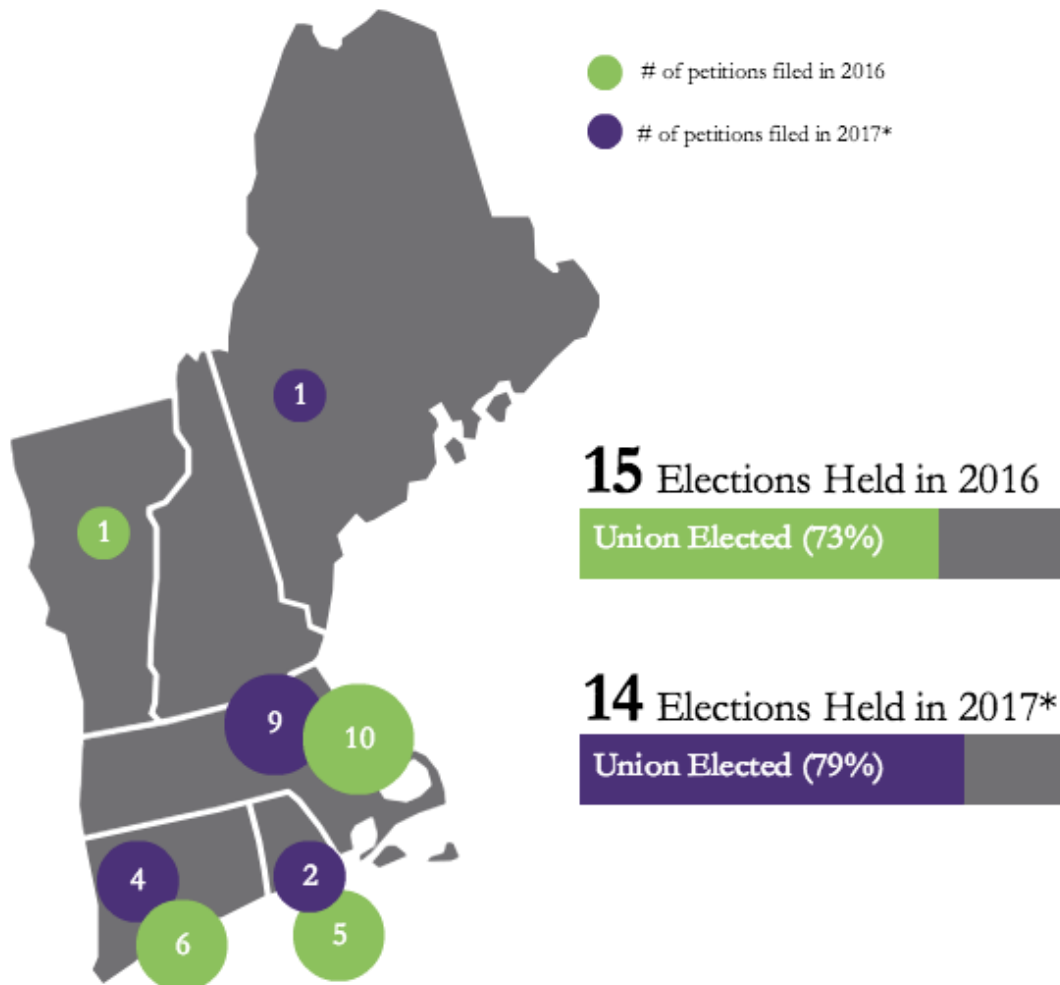 # of petitions filed in 2016
# of petitions filed in 2017*
1
15 Elections Held in 2016
Union Elected (73%)
1
14 Elections Held in 2017*
Union Elected (79%)
9
10
4
2
6
5